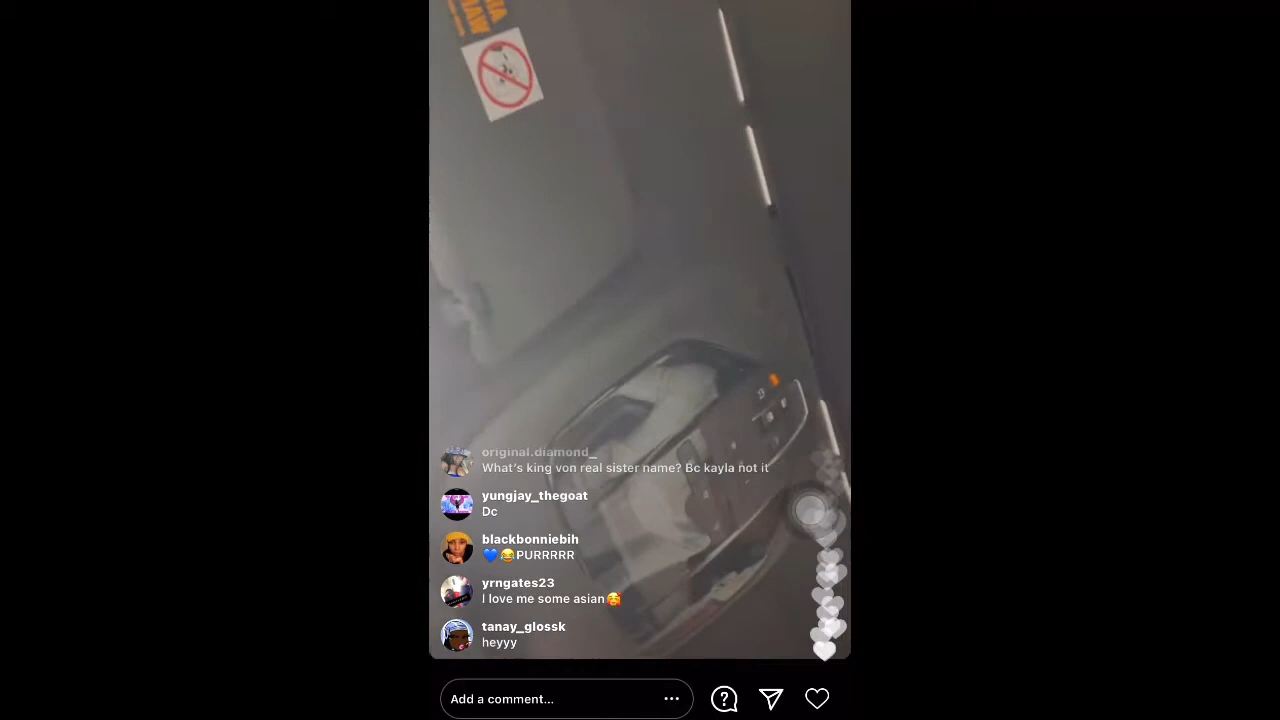 original.diamond_
What's king von real sister name? Bc kayla not it
yungjay_thegoat
Dc
blackbonniebih
💙😂PURRRRR
yrngates23
I love me some asian🥰
tanay_glossk
heyyy
Add a comment...